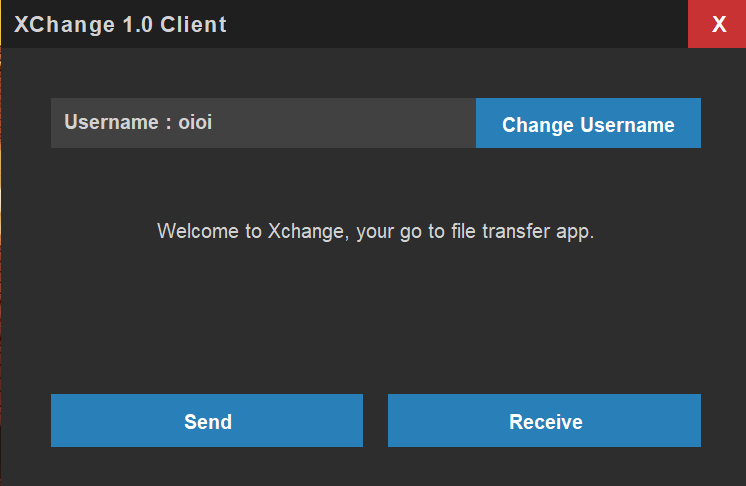 XChange 1.0 Client
X
Username : oioi
Change Username
Welcome to Xchange, your go to file transfer app.
Send
Receive